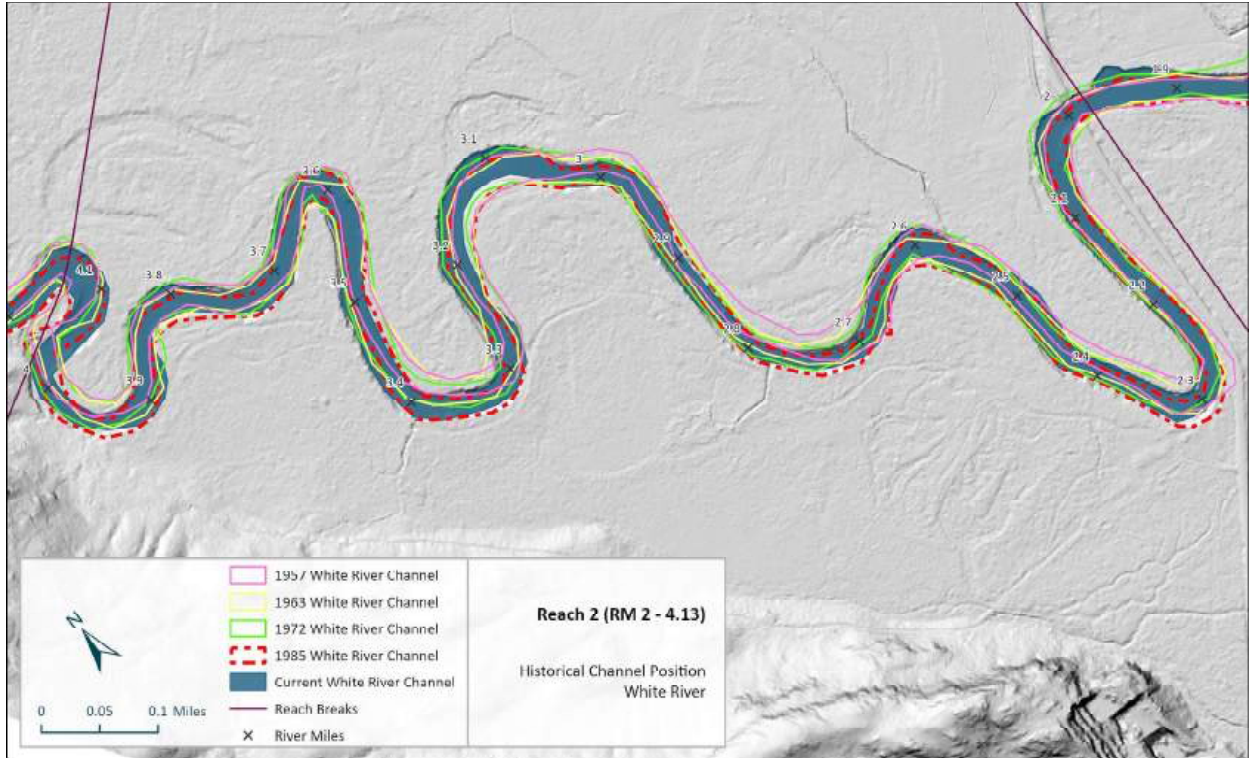 1.9
2
3.1
3
3.6
2.1
2.6
3.2
2.9
3.7
4.1
3.8
2.5
2.2
3.5
2.7
2.8
3.3
2.4
4
3.9
3.4
2.3
N
0 0.05 0.1 Miles
1957 White River Channel
1963 White River Channel
1972 White River Channel
1985 White River Channel
Current White River Channel
Reach Breaks
River Miles
Reach 2 (RM 2 - 4.13)
Historical Channel Position
White River